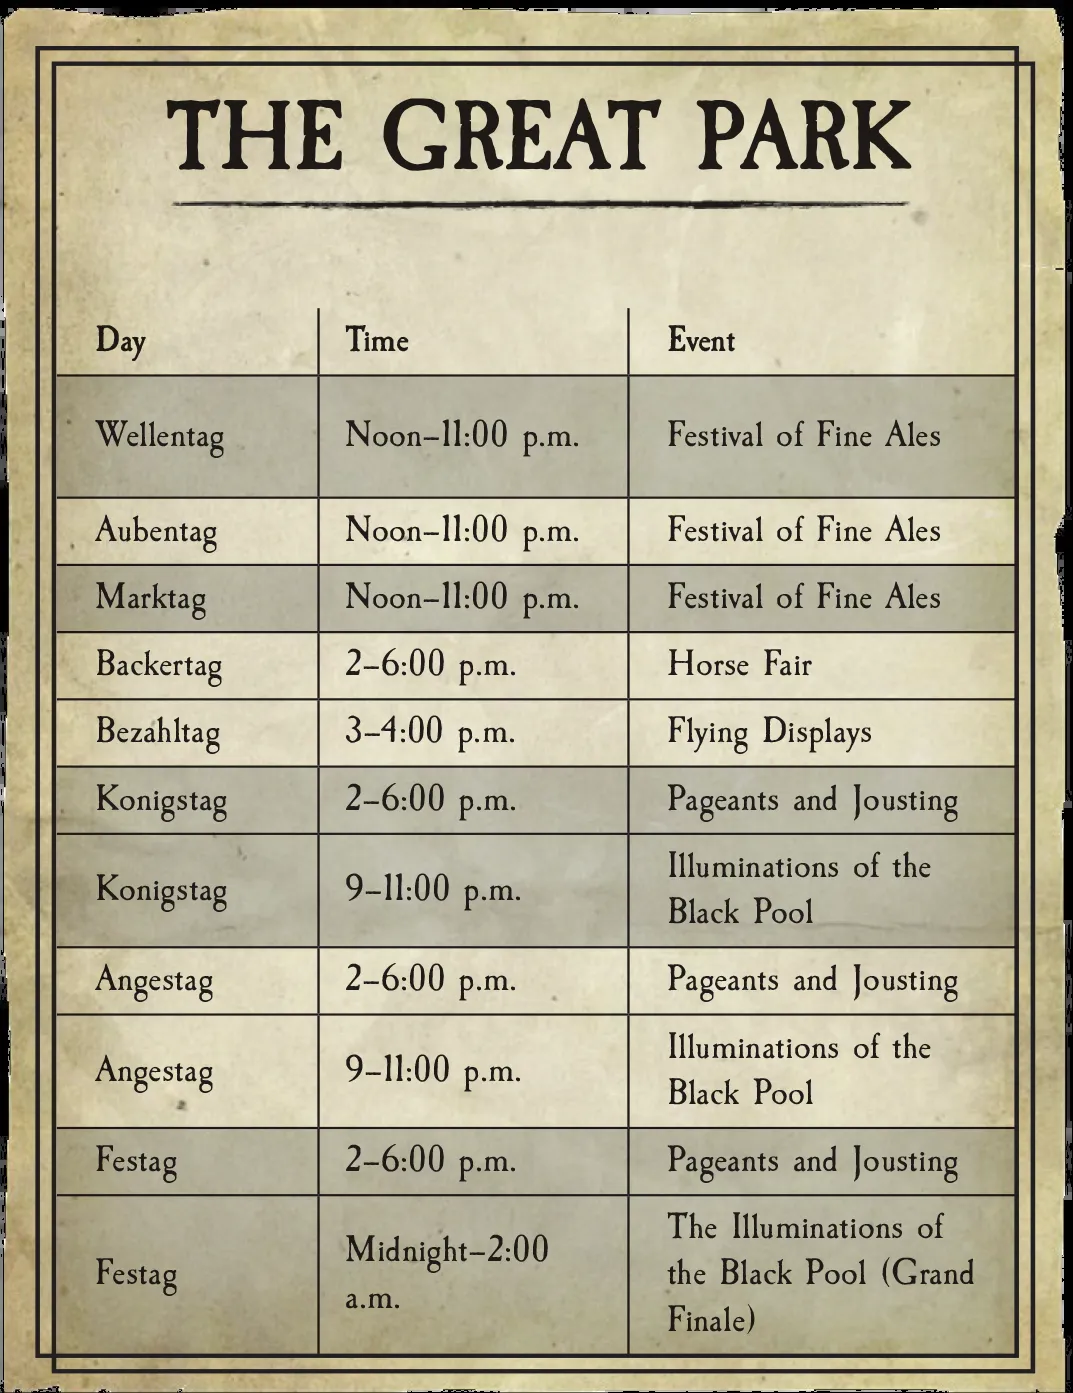 THE GREAT PARK
Day Time Event
Wellentag Noon–11:00 p.m. Festival of Fine Ales
Aubentag Noon–11:00 p.m. Festival of Fine Ales
Marktag Noon–11:00 p.m. Festival of Fine Ales
Backertag 2–6:00 p.m. Horse Fair
Bezahltag 3–4:00 p.m. Flying Displays
Konigstag 2–6:00 p.m. Pageants and Jousting
Konigstag 9–11:00 p.m. Illuminations of the
Black Pool
Angestag 2–6:00 p.m. Pageants and Jousting
Angestag 9–11:00 p.m. Illuminations of the
Black Pool
Festag 2–6:00 p.m. Pageants and Jousting
Festag Midnight–2:00
a.m.
The Illuminations of
the Black Pool (Grand
Finale)